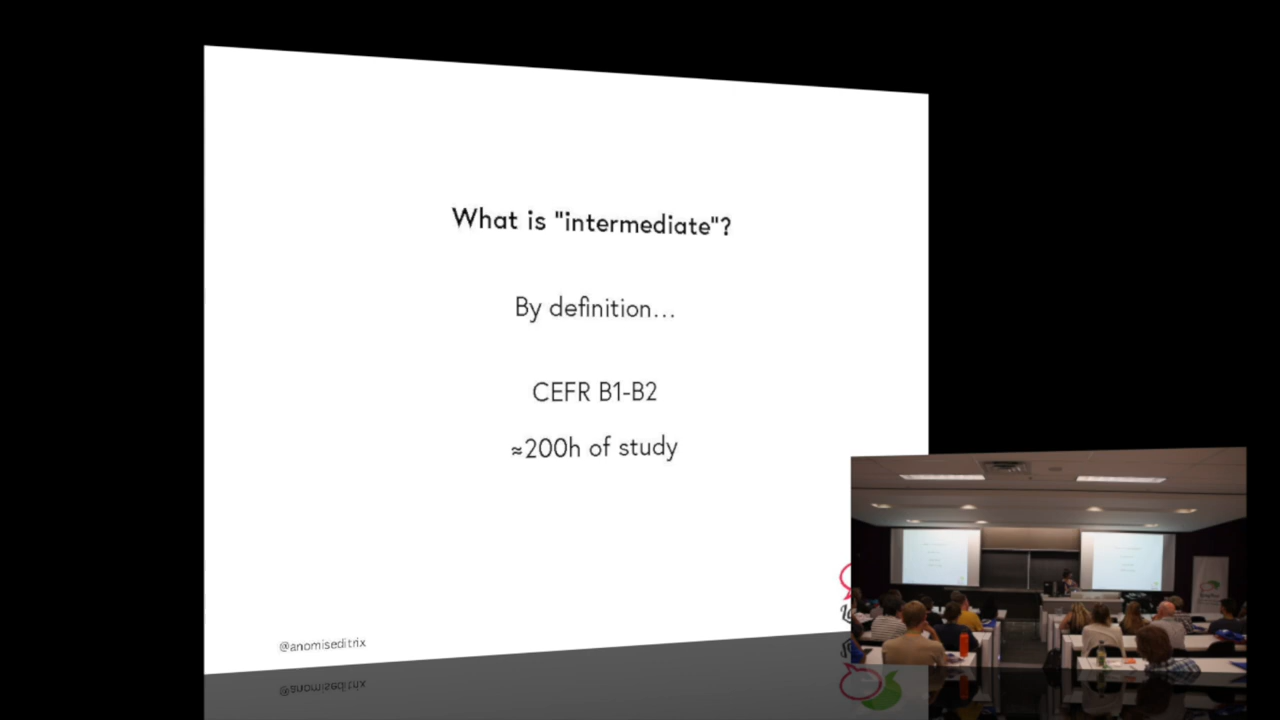 What is "intermediate"?
By definition...
CEFR B1-B2
≈200h of study
@anomiseditrix